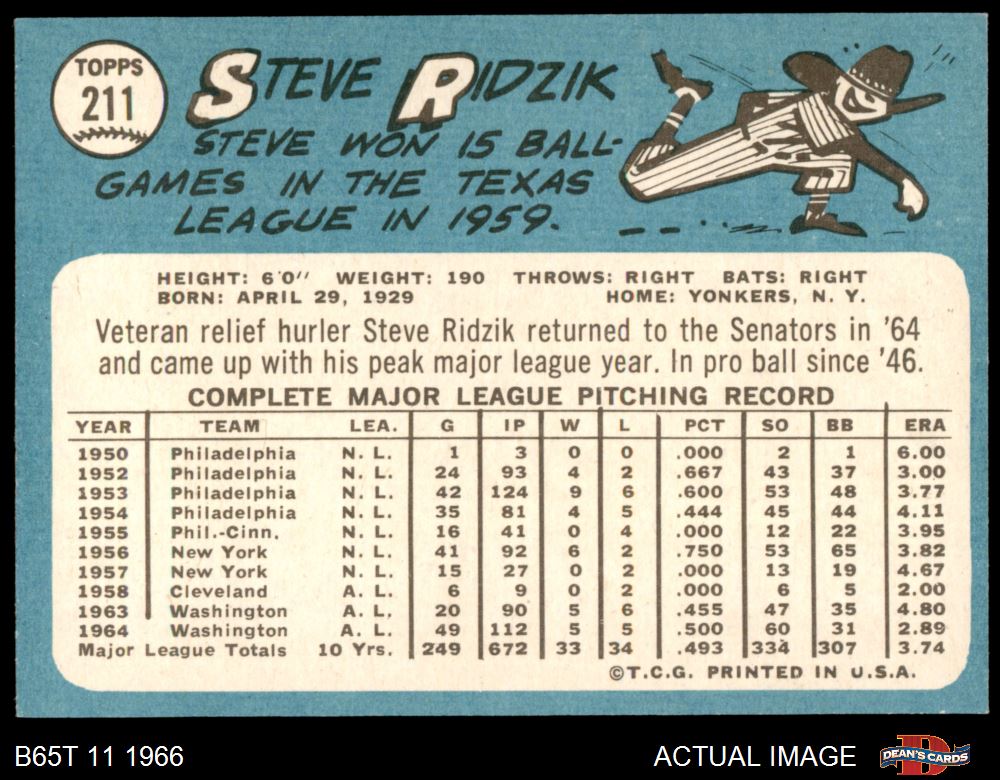 TOPPS
211
STEVE RIDZIK
STEVE WON 15 BALL-
GAMES IN THE TEXAS
LEAGUE IN 1959.
HEIGHT: 6'0" WEIGHT: 190 THROWS: RIGHT BATS: RIGHT
BORN: APRIL 29, 1929 HOME: YONKERS, N. Y.
Veteran relief hurler Steve Ridzik returned to the Senators in '64
and came up with his peak major league year. In pro ball since '46.
COMPLETE MAJOR LEAGUE PITCHING RECORD
YEAR TEAM LEA. G IP W L PCT SO BB ERA
1950 Philadelphia N. L. 1 3 0 0 .000 2 1 6.00
1952 Philadelphia N. L. 24 93 4 2 .667 43 37 3.00
1953 Philadelphia N. L. 42 124 9 6 .600 53 48 3.77
1954 Philadelphia N. L. 35 81 4 5 .444 45 44 4.11
1955 Phil.-Cinn. N. L. 16 41 0 4 .000 12 22 3.95
1956 New York N. L. 41 92 6 2 .750 53 65 3.82
1957 New York N. L. 15 27 0 2 .000 13 19 4.67
1958 Cleveland A. L. 6 9 0 2 .000 6 5 2.00
1963 Washington A. L. 20 90 5 6 .455 47 35 4.80
1964 Washington A. L. 49 112 5 5 .500 60 31 2.89
Major League Totals 10 Yrs. 249 672 33 34 .493 334 307 3.74
©T.C.G. PRINTED IN U.S.A.
B65T 11 1966 ACTUAL IMAGE DEAN'S CARDS